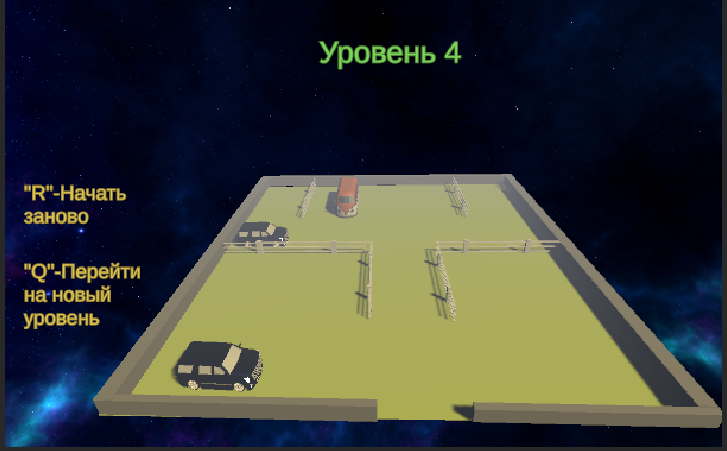 Уровень 4
"R"-Начать
заново
"Q"-Перейти
на новый
уровень